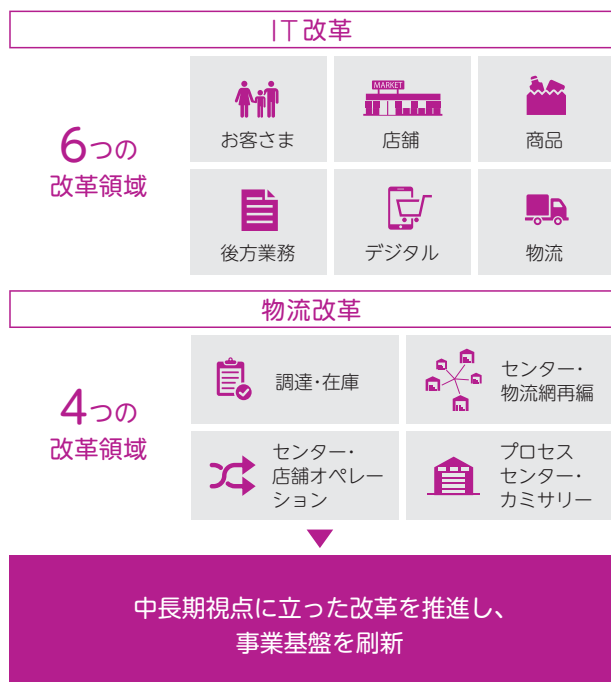 IT改革
6つの
改革領域
お客さま
MARKET
店舗
商品
後方業務
デジタル
物流
物流改革
4つの
改革領域
調達・在庫
センター・
物流網再編
センター・
店舗オペレー
ション
プロセス
センター・
カミサリー
中長期視点に立った改革を推進し、
事業基盤を刷新